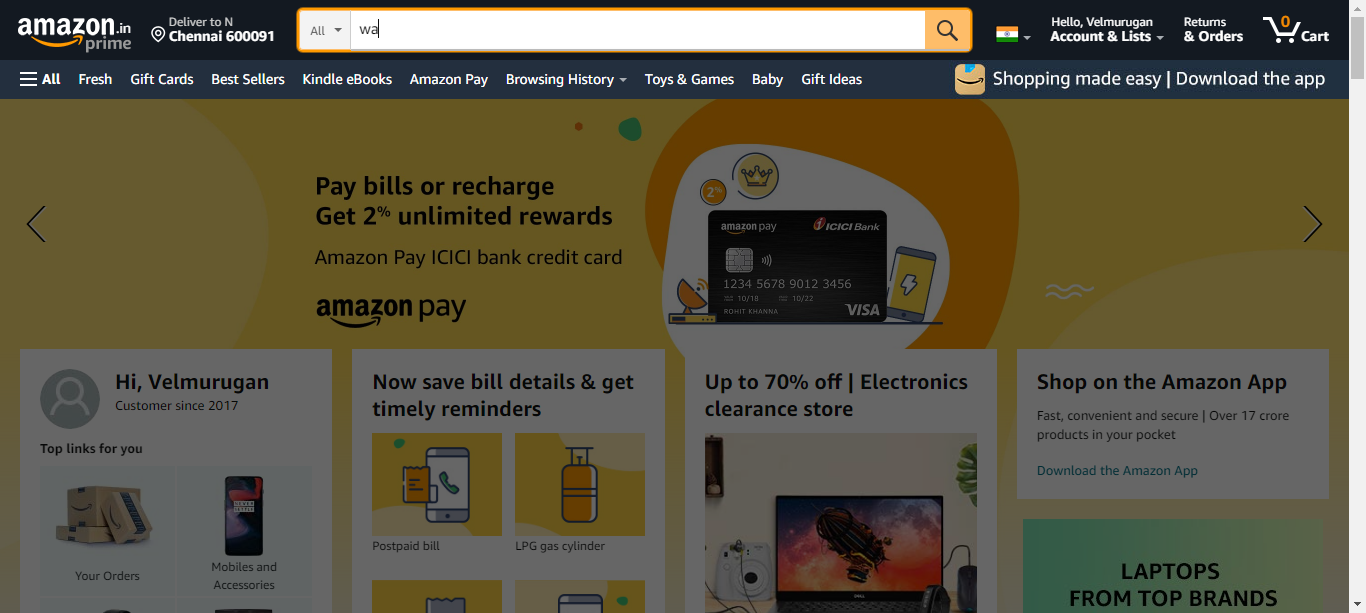 amazon.in
prime
Deliver to N
Chennai 600091
All
wa
Hello, Velmurugan
Account & Lists
Returns
& Orders
0
Cart
All
Fresh
Gift Cards
Best Sellers
Kindle eBooks
Amazon Pay
Browsing History
Toys & Games
Baby
Gift Ideas
Shopping made easy | Download the app
Pay bills or recharge
Get 2% unlimited rewards
Amazon Pay ICICI bank credit card
amazon pay
2%
amazon pay
ICICI Bank
1234 5678 9012 3456
10/18
10/22
ROHIT KHANNA
VISA
Hi, Velmurugan
Customer since 2017
Top links for you
Your Orders
Mobiles and
Accessories
Now save bill details & get
timely reminders
Postpaid bill
LPG gas cylinder
Up to 70% off | Electronics
clearance store
DELL
Shop on the Amazon App
Fast, convenient and secure | Over 17 crore
products in your pocket
Download the Amazon App
LAPTOPS
FROM TOP BRANDS